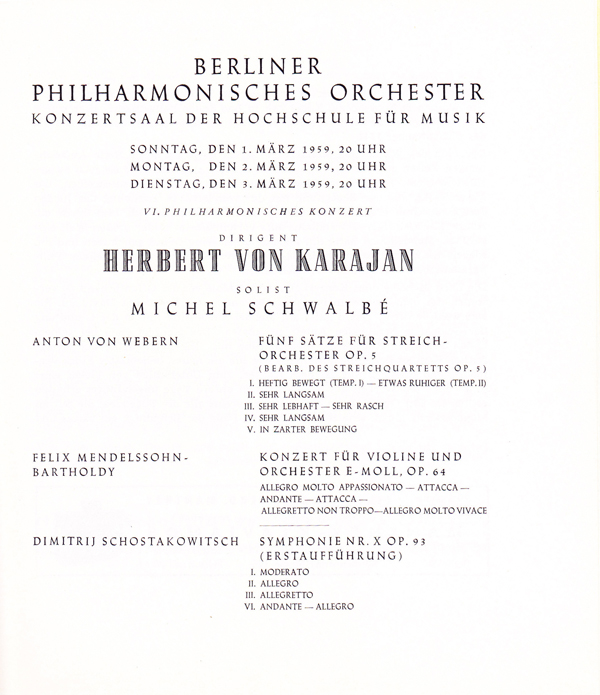 BERLINER
PHILHARMONISCHES ORCHESTER
KONZERTSAAL DER HOCHSCHULE FÜR MUSIK
SONNTAG, DEN 1. MÄRZ 1959, 20 UHR
MONTAG, DEN 2. MÄRZ 1959, 20 UHR
DIENSTAG, DEN 3. MÄRZ 1959, 20 UHR
VI. PHILHARMONISCHES KONZERT
DIRIGENT
HERBERT VON KARAJAN
SOLIST
MICHEL SCHWALBÉ
ANTON VON WEBERN
FÜNF SÄTZE FÜR STREICH-
ORCHESTER OP. 5
(BEARB. DES STREICHQUARTETTS OP. 5)
I. HEFTIG BEWEGT (TEMP. I) — ETWAS RUHIGER (TEMP. II)
II. SEHR LANGSAM
III. SEHR LEBHAFT — SEHR RASCH
IV. SEHR LANGSAM
V. IN ZARTER BEWEGUNG
FELIX MENDELSSOHN-
BARTHOLDY
KONZERT FÜR VIOLINE UND
ORCHESTER E-MOLL, OP. 64
ALLEGRO MOLTO APPASSIONATO — ATTACCA —
ANDANTE — ATTACCA —
ALLEGRETTO NON TROPPO—ALLEGRO MOLTO VIVACE
DIMITRIJ SCHOSTAKOWITSCH
SYMPHONIE NR. X OP. 93
(ERSTAUFFÜHRUNG)
I. MODERATO
II. ALLEGRO
III. ALLEGRETTO
VI. ANDANTE — ALLEGRO